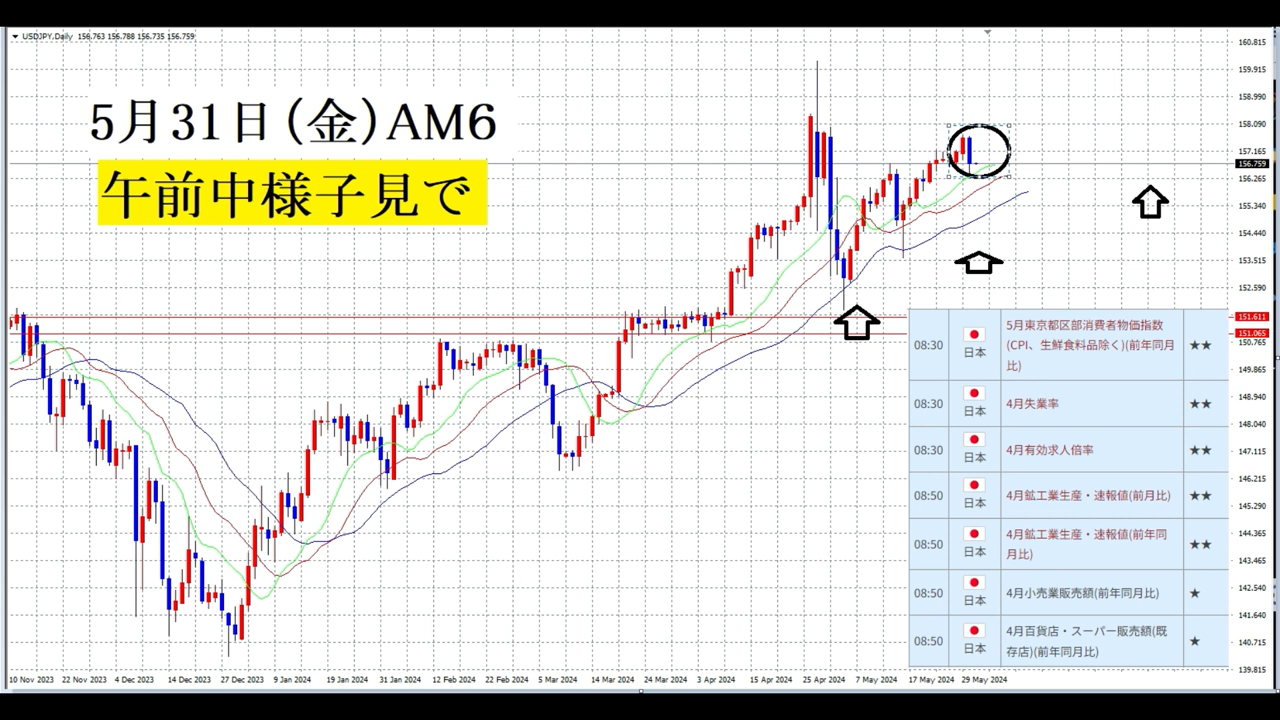 USDJPY,Daily 156.763 156.788 156.735 156.759
5月31日(金)AM6
午前中様子見で
160.815
159.915
158.990
158.090
157.165
156.759
156.265
155.340
154.440
153.515
152.590
151.611
151.065
150.765
149.865
148.940
148.040
147.115
146.215
145.290
144.365
143.465
142.540
141.640
140.715
139.815
08:30 日本 5月東京都区部消費者物価指数
(CPI、生鮮食料品除く)(前年同月
比) ★★
08:30 日本 4月失業率 ★★
08:30 日本 4月有効求人倍率 ★★
08:50 日本 4月鉱工業生産・速報値(前月比) ★★
08:50 日本 4月鉱工業生産・速報値(前年同
月比) ★★
08:50 日本 4月小売業販売額(前年同月比) ★
08:50 日本 4月百貨店・スーパー販売額(既
存店)(前年同月比) ★
10 Nov 2023 22 Nov 2023 4 Dec 2023 14 Dec 2023 27 Dec 2023 9 Jan 2024 19 Jan 2024 31 Jan 2024 12 Feb 2024 22 Feb 2024 5 Mar 2024 14 Mar 2024 24 Mar 2024 3 Apr 2024 15 Apr 2024 25 Apr 2024 7 May 2024 17 May 2024 29 May 2024